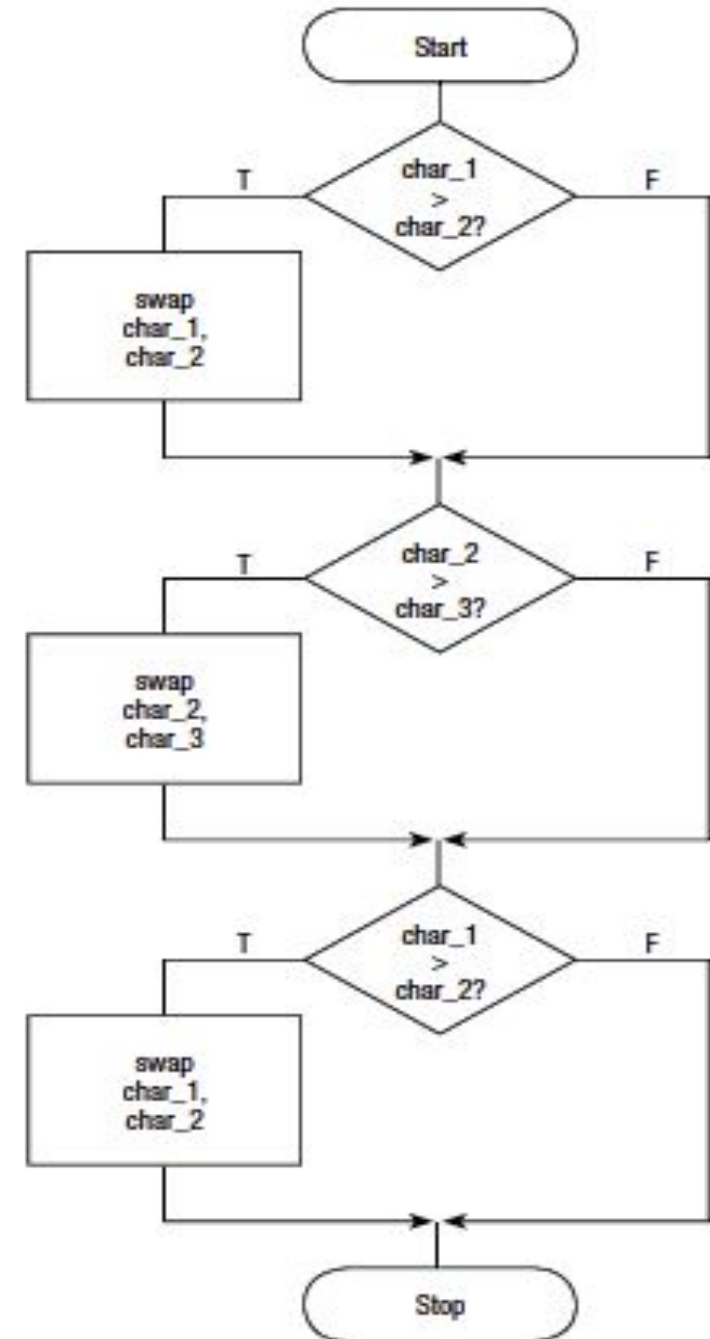 Start
char_1
>
char_2?
T
F
swap
char_1,
char_2
char_2
>
char_3?
T
F
swap
char_2,
char_3
char_1
>
char_2?
T
F
swap
char_1,
char_2
Stop